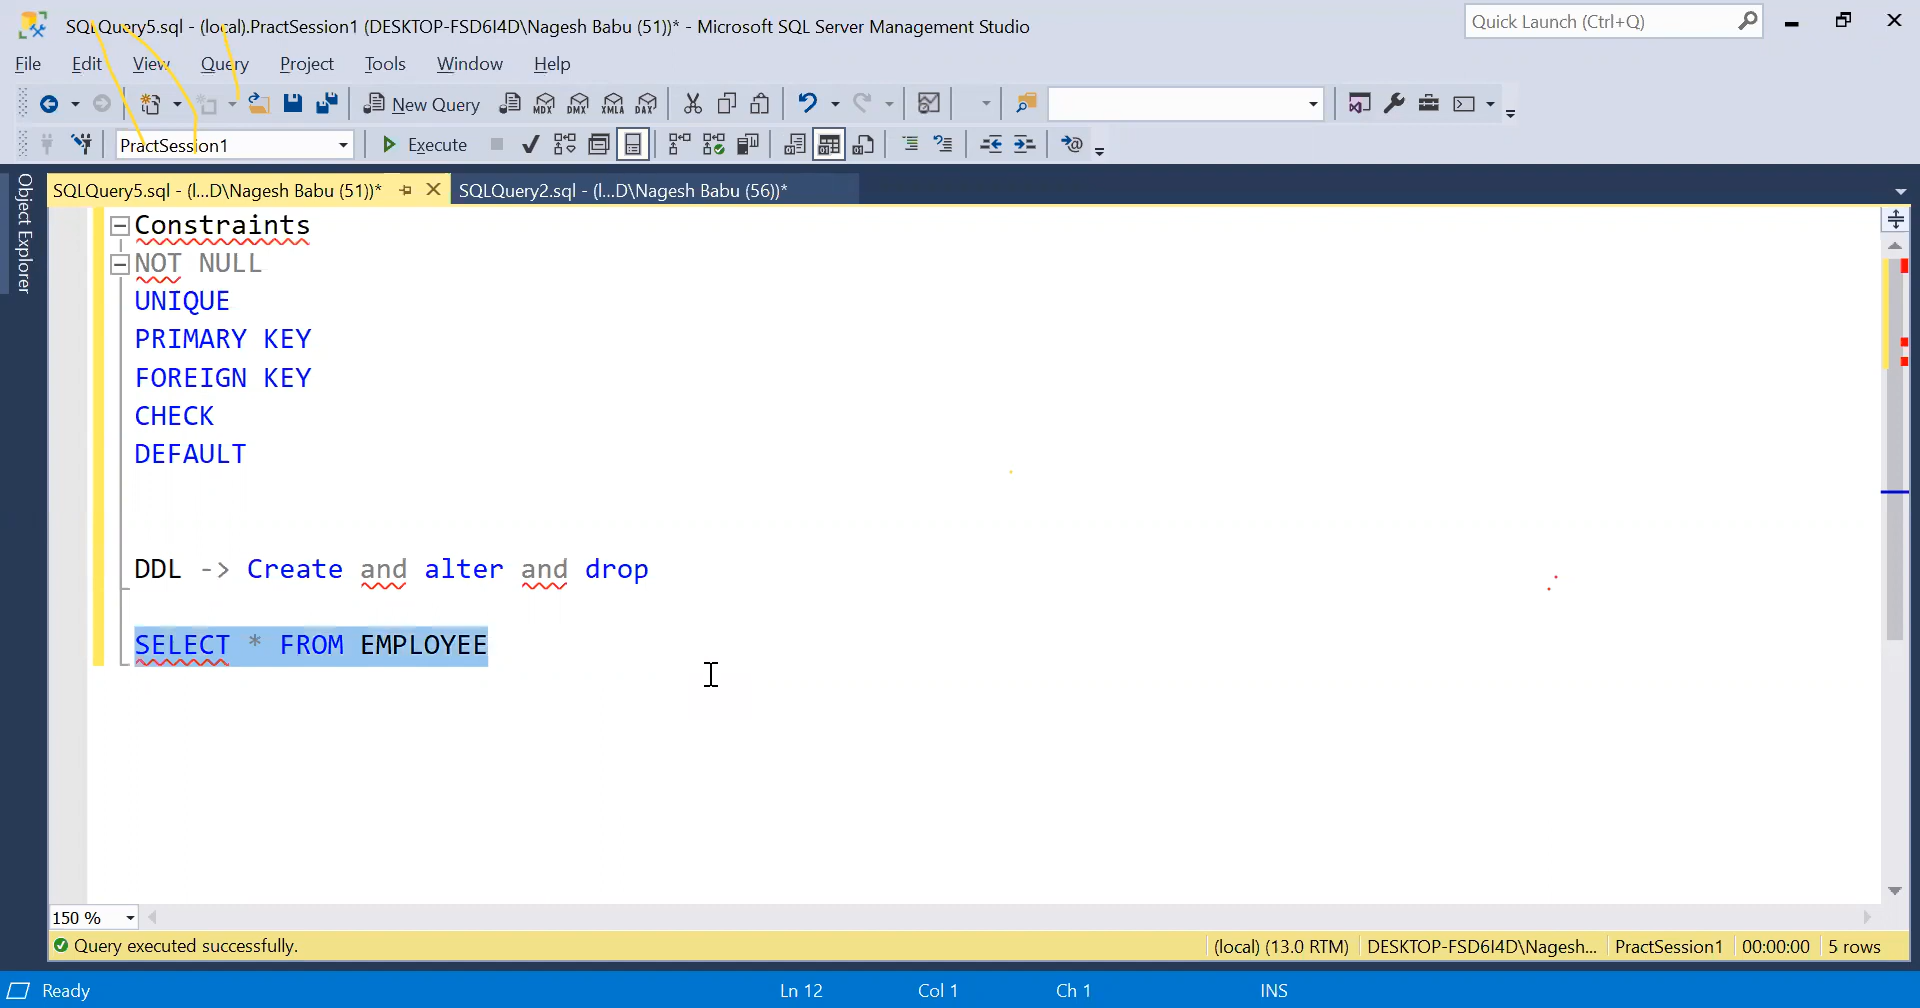 SQLQuery5.sql - (local).PractSession1 (DESKTOP-FSD6I4D\Nagesh Babu (51))* - Microsoft SQL Server Management Studio
Quick Launch (Ctrl+Q)
File Edit View Query Project Tools Window Help
New Query MDX DMX XMLA DAX
PractSession1 Execute
Object Explorer
SQLQuery5.sql - (l...D\Nagesh Babu (51))* SQLQuery2.sql - (l...D\Nagesh Babu (56))*
Constraints
NOT NULL
UNIQUE
PRIMARY KEY
FOREIGN KEY
CHECK
DEFAULT
DDL -> Create and alter and drop
SELECT * FROM EMPLOYEE
150 %
Query executed successfully. (local) (13.0 RTM) DESKTOP-FSD6I4D\Nagesh... PractSession1 00:00:00 5 rows
Ready Ln 12 Col 1 Ch 1 INS